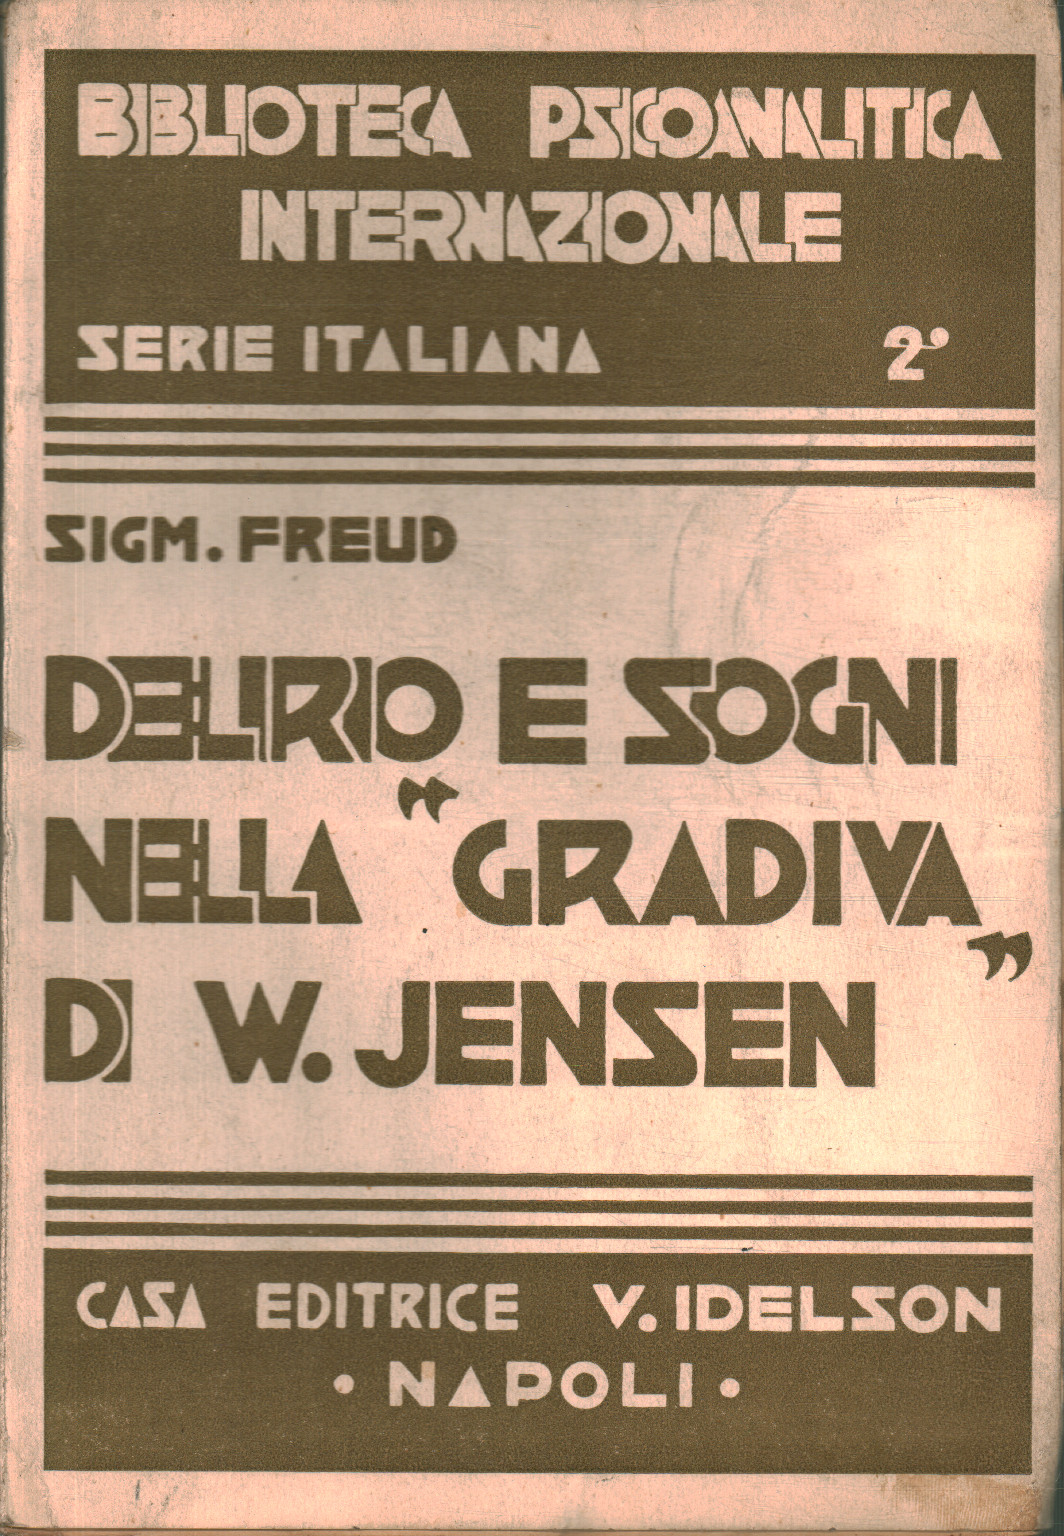 BIBLIOTECA PSICOANALITICA
INTERNAZIONALE
SERIE ITALIANA 2°
SIGM. FREUD
DELIRIO E SOGNI
NELLA "GRADIVA"
DI W. JENSEN
CASA EDITRICE V. IDELSON
• NAPOLI •